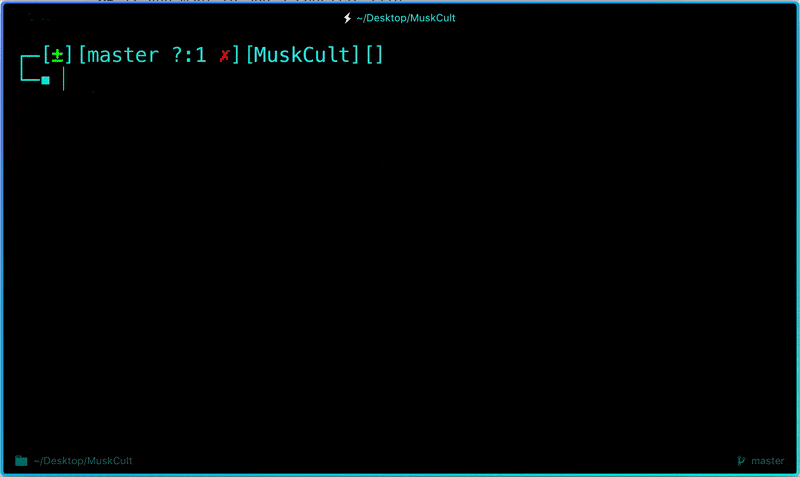 ~/Desktop/MuskCult
[±][master ?:1 ✗][MuskCult][]
~/Desktop/MuskCult
master